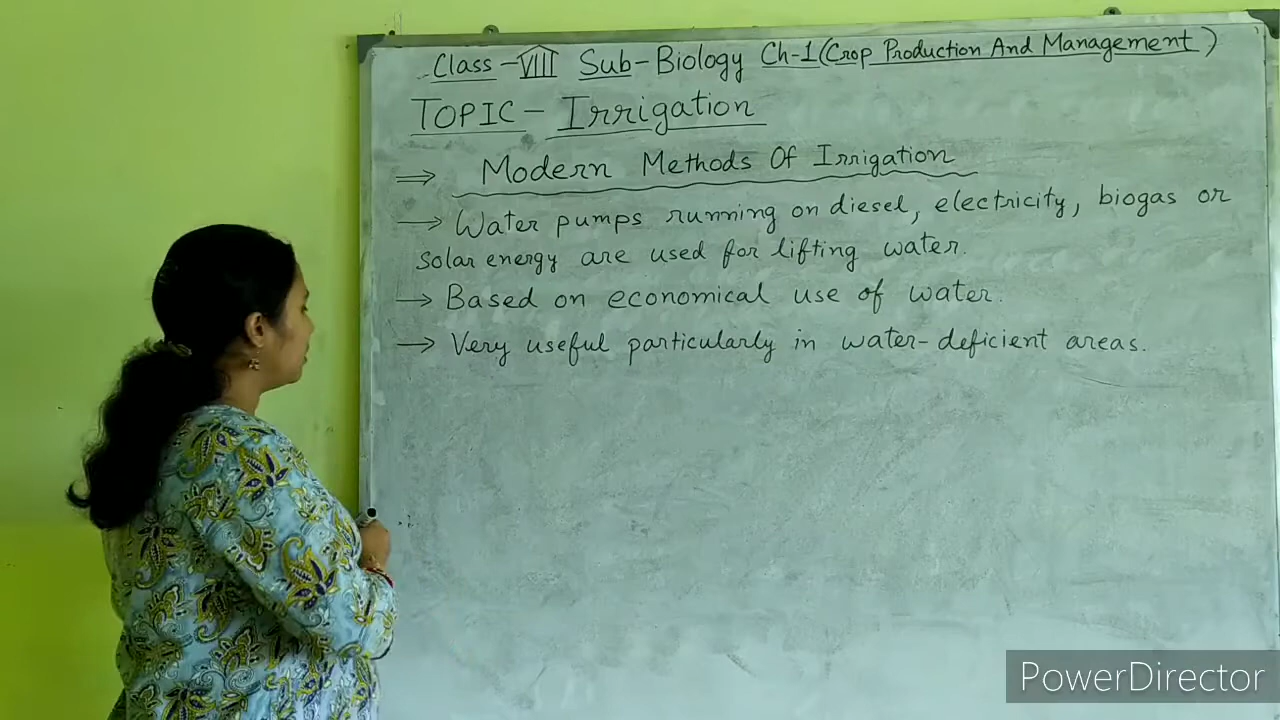 Class - VIII Sub - Biology Ch-1 (Crop Production And Management)
TOPIC - Irrigation
⇒ Modern Methods Of Irrigation
→ Water pumps running on diesel, electricity, biogas or
solar energy are used for lifting water.
→ Based on economical use of water.
→ Very useful particularly in water-deficient areas.
PowerDirector